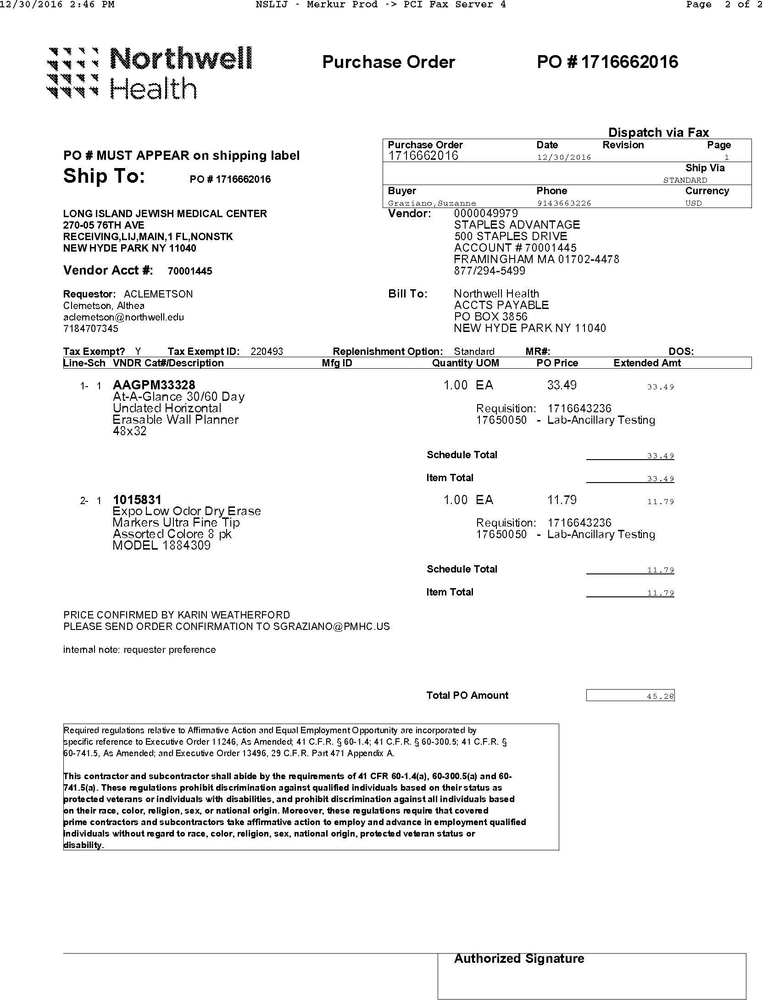 12/30/2016 2:46 PM NSLIJ - Merkur Prod -> PCI Fax Server 4 Page 2 of 2
Northwell
Health
Purchase Order PO # 1716662016
Dispatch via Fax
PO # MUST APPEAR on shipping label
Ship To: PO # 1716662016
LONG ISLAND JEWISH MEDICAL CENTER
270-05 76TH AVE
RECEIVING,LIJ,MAIN,1 FL,NONSTK
NEW HYDE PARK NY 11040
Vendor Acct #: 70001445
Requestor: ACLEMETSON
Clemetson, Althea
aclemetson@northwell.edu
7184707345
Purchase Order Date Revision Page
1716662016 12/30/2016 1
Ship Via
STANDARD
Buyer Phone Currency
Graziano,Suzanne 9143663226 USD
Vendor: 0000049979
STAPLES ADVANTAGE
500 STAPLES DRIVE
ACCOUNT # 70001445
FRAMINGHAM MA 01702-4478
877/294-5499
Bill To: Northwell Health
ACCTS PAYABLE
PO BOX 3856
NEW HYDE PARK NY 11040
Tax Exempt? Y Tax Exempt ID: 220493 Replenishment Option: Standard MR#: DOS:
Line-Sch VNDR Cat#/Description Mfg ID Quantity UOM PO Price Extended Amt
1- 1 AAGPM33328 1.00 EA 33.49 33.49
At-A-Glance 30/60 Day
Undated Horizontal Requisition: 1716643236
Erasable Wall Planner 17650050 - Lab-Ancillary Testing
48x32
Schedule Total 33.49
Item Total 33.49
2- 1 1015831 1.00 EA 11.79 11.79
Expo Low Odor Dry Erase
Markers Ultra Fine Tip Requisition: 1716643236
Assorted Colore 8 pk 17650050 - Lab-Ancillary Testing
MODEL 1884309
Schedule Total 11.79
Item Total 11.79
PRICE CONFIRMED BY KARIN WEATHERFORD
PLEASE SEND ORDER CONFIRMATION TO SGRAZIANO@PMHC.US
internal note: requester preference
Total PO Amount 45.28
Required regulations relative to Affirmative Action and Equal Employment Opportunity are incorporated by
specific reference to Executive Order 11246, As Amended; 41 C.F.R. § 60-1.4; 41 C.F.R. § 60-300.5; 41 C.F.R. §
60-741.5, As Amended; and Executive Order 13496, 29 C.F.R. Part 471 Appendix A.
This contractor and subcontractor shall abide by the requirements of 41 CFR 60-1.4(a), 60-300.5(a) and 60-
741.5(a). These regulations prohibit discrimination against qualified individuals based on their status as
protected veterans or individuals with disabilities, and prohibit discrimination against all individuals based
on their race, color, religion, sex, or national origin. Moreover, these regulations require that covered
prime contractors and subcontractors take affirmative action to employ and advance in employment qualified
individuals without regard to race, color, religion, sex, national origin, protected veteran status or
disability.
Authorized Signature